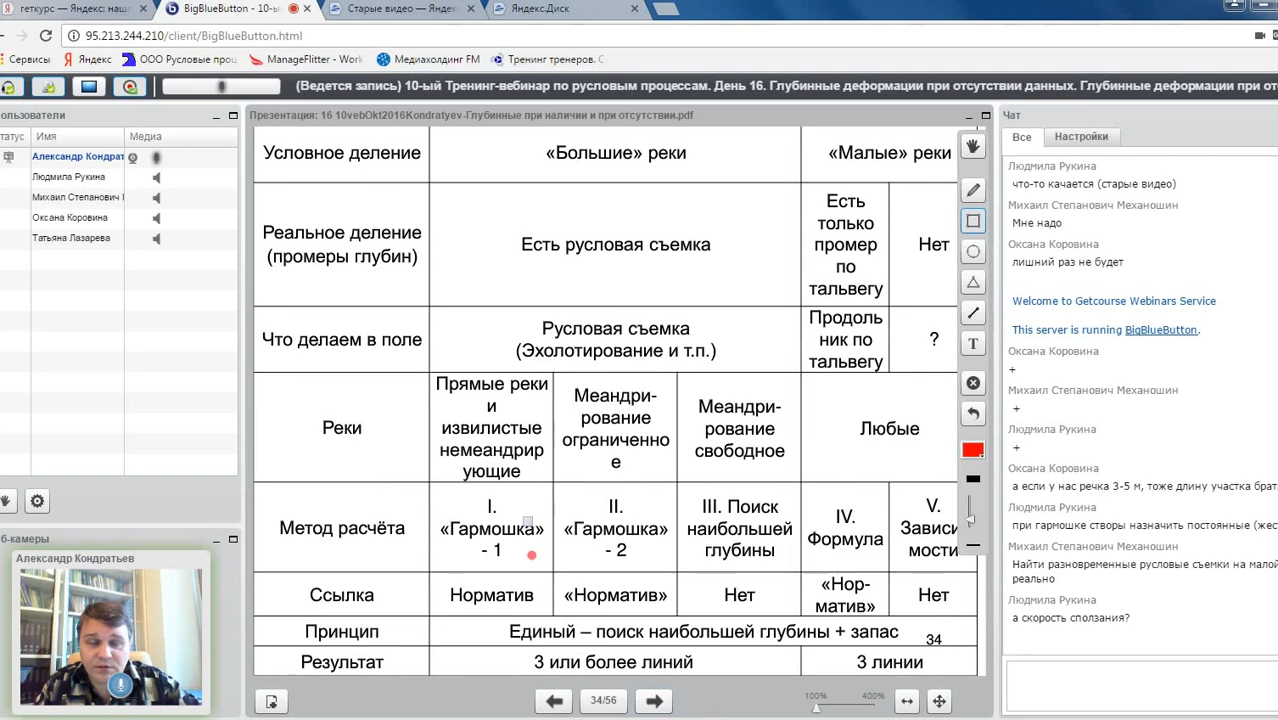 геткурс — Яндекс: наш
BigBlueButton - 10-ы
Старые видео — Яндекс.
Яндекс.Диск
95.213.244.210/client/BigBlueButton.html
Сервисы
Яндекс
ООО Русловые проц
ManageFlitter - Work
Медиахолдинг FM
Тренинг тренеров. С
(Ведется запись) 10-ый Тренинг-вебинар по русловым процессам. День 16. Глубинные деформации при отсутствии данных. Глубинные деформации при от
ользователи
татус
Имя
Медиа
Александр Кондрат
Людмила Рукина
Михаил Степанович
Оксана Коровина
Татьяна Лазарева
б-камеры
Александр Кондратьев
Презентация: 16 10vebOkt2016Kondratyev-Глубинные при наличии и при отсутствии.pdf
Условное деление
«Большие» реки
«Малые» реки
Реальное деление
(промеры глубин)
Есть русловая съемка
Есть
только
промер
по
тальвегу
Нет
Что делаем в поле
Русловая съемка
(Эхолотирование и т.п.)
Продоль
ник по
тальвегу
?
Реки
Прямые реки
и
извилистые
немеандрир
ующие
Меандри-
рование
ограниченно
е
Меандри-
рование
свободное
Любые
Метод расчёта
I.
«Гармошка»
- 1
II.
«Гармошка»
- 2
III. Поиск
наибольшей
глубины
IV.
Формула
V.
Зависи
мости
Ссылка
Норматив
«Норматив»
Нет
«Нор-
матив»
Нет
Принцип
Единый – поиск наибольшей глубины + запас
34
Результат
3 или более линий
3 линии
34/56
100%
400%
T
Чат
Все
Настройки
Людмила Рукина
что-то качается (старые видео)
Михаил Степанович Механошин
Мне надо
Оксана Коровина
лишний раз не будет
Welcome to Getcourse Webinars Service
This server is running BigBlueButton.
Оксана Коровина
+
Михаил Степанович Механошин
+
Людмила Рукина
+
Оксана Коровина
а если у нас речка 3-5 м, тоже длину участка брат
Людмила Рукина
при гармошке створы назначить постоянные (жес
Михаил Степанович Механошин
Найти разновременные русловые съемки на малой
реально
Людмила Рукина
а скорость сползания?